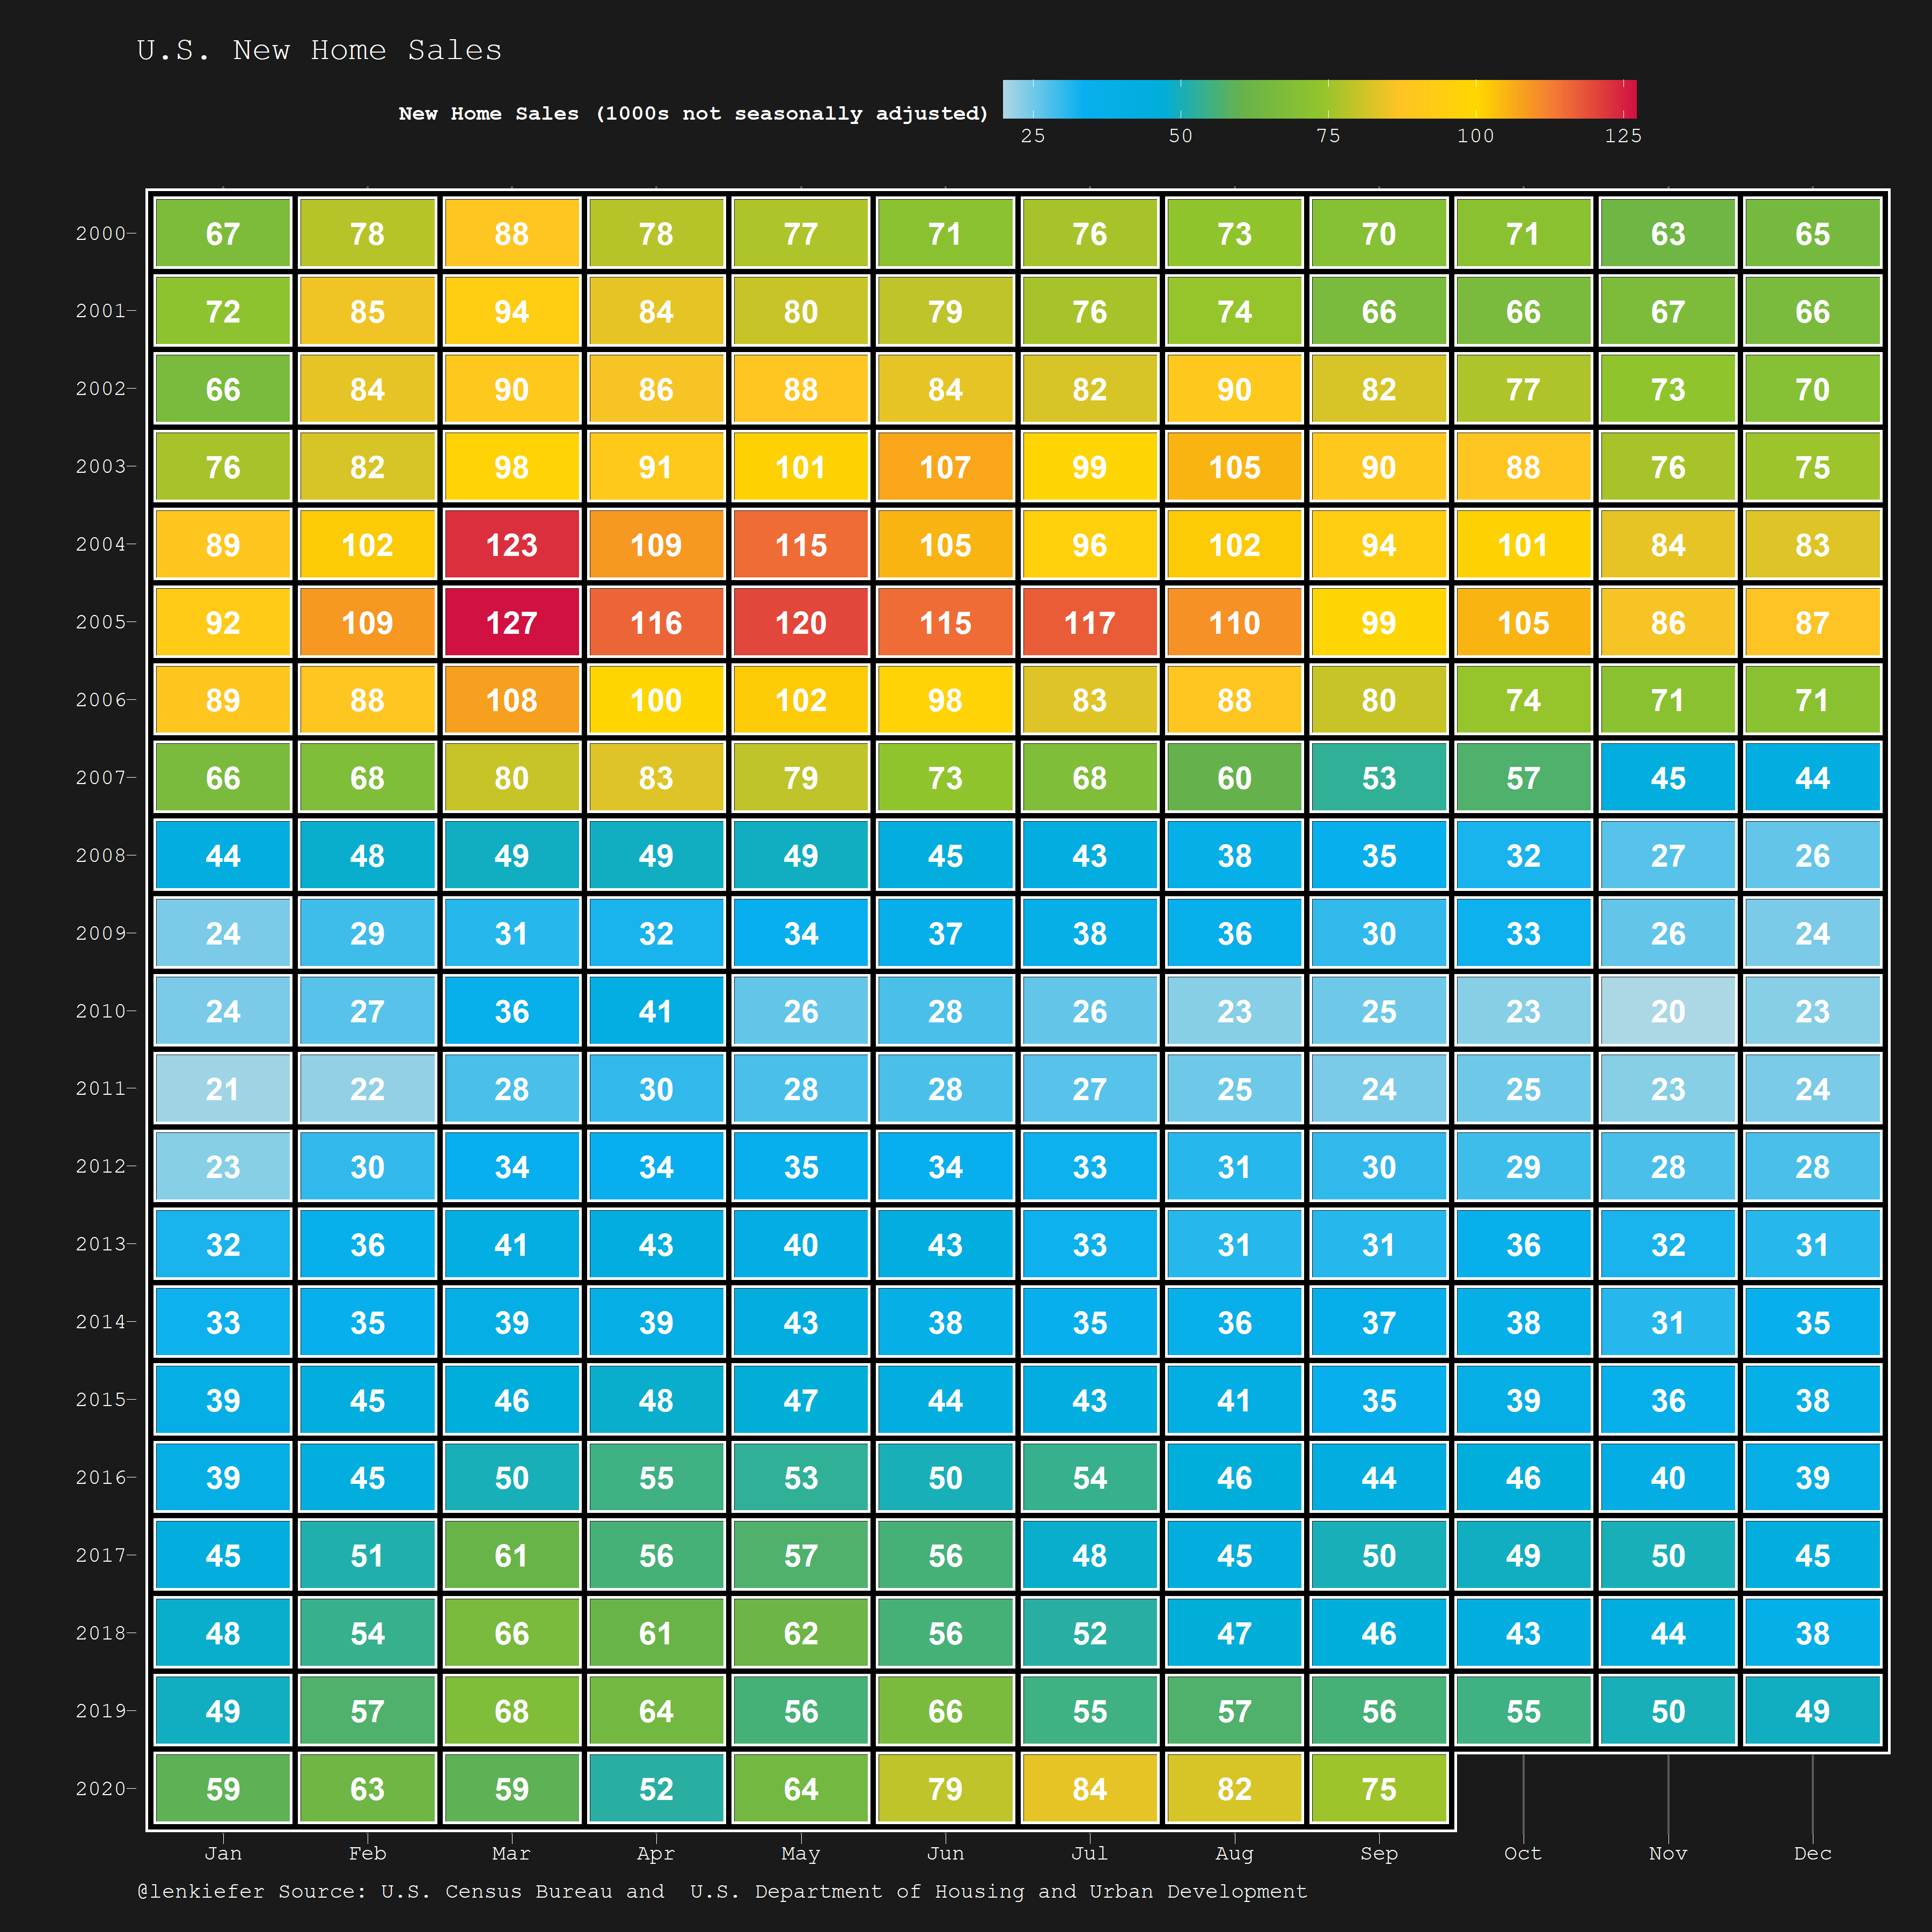 U.S. New Home Sales
New Home Sales (1000s not seasonally adjusted)
25 50 75 100 125
2000 67 78 88 78 77 71 76 73 70 71 63 65
2001 72 85 94 84 80 79 76 74 66 66 67 66
2002 66 84 90 86 88 84 82 90 82 77 73 70
2003 76 82 98 91 101 107 99 105 90 88 76 75
2004 89 102 123 109 115 105 96 102 94 101 84 83
2005 92 109 127 116 120 115 117 110 99 105 86 87
2006 89 88 108 100 102 98 83 88 80 74 71 71
2007 66 68 80 83 79 73 68 60 53 57 45 44
2008 44 48 49 49 49 45 43 38 35 32 27 26
2009 24 29 31 32 34 37 38 36 30 33 26 24
2010 24 27 36 41 26 28 26 23 25 23 20 23
2011 21 22 28 30 28 28 27 25 24 25 23 24
2012 23 30 34 34 35 34 33 31 30 29 28 28
2013 32 36 41 43 40 43 33 31 31 36 32 31
2014 33 35 39 39 43 38 35 36 37 38 31 35
2015 39 45 46 48 47 44 43 41 35 39 36 38
2016 39 45 50 55 53 50 54 46 44 46 40 39
2017 45 51 61 56 57 56 48 45 50 49 50 45
2018 48 54 66 61 62 56 52 47 46 43 44 38
2019 49 57 68 64 56 66 55 57 56 55 50 49
2020 59 63 59 52 64 79 84 82 75
Jan Feb Mar Apr May Jun Jul Aug Sep Oct Nov Dec
@lenkiefer Source: U.S. Census Bureau and  U.S. Department of Housing and Urban Development